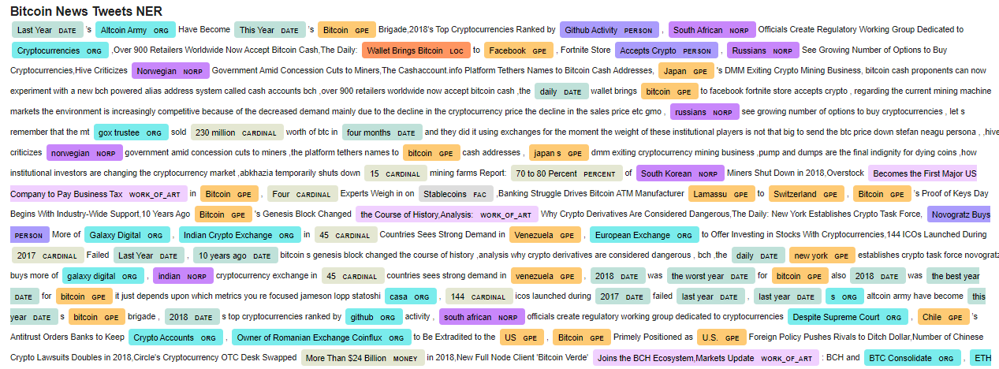 Bitcoin News Tweets NER
Last Year DATE 's Altcoin Army ORG Have Become This Year DATE 's Bitcoin GPE Brigade,2018's Top Cryptocurrencies Ranked by Github Activity PERSON , South African NORP Officials Create Regulatory Working Group Dedicated to
Cryptocurrencies ORG ,Over 900 Retailers Worldwide Now Accept Bitcoin Cash,The Daily: Wallet Brings Bitcoin LOC to Facebook GPE , Fortnite Store Accepts Crypto PERSON , Russians NORP See Growing Number of Options to Buy
Cryptocurrencies,Hive Criticizes Norwegian NORP Government Amid Concession Cuts to Miners,The Cashaccount.info Platform Tethers Names to Bitcoin Cash Addresses, Japan GPE 's DMM Exiting Crypto Mining Business, bitcoin cash proponents can now
experiment with a new bch powered alias address system called cash accounts bch ,over 900 retailers worldwide now accept bitcoin cash ,the daily DATE wallet brings bitcoin GPE to facebook fortnite store accepts crypto , regarding the current mining machine
markets the environment is increasingly competitive because of the decreased demand mainly due to the decline in the cryptocurrency price the decline in the sales price etc gmo , russians NORP see growing number of options to buy cryptocurrencies , let s
remember that the mt gox trustee ORG sold 230 million CARDINAL worth of btc in four months DATE and they did it using exchanges for the moment the weight of these institutional players is not that big to send the btc price down stefan neagu persona , ,hive
criticizes norwegian NORP government amid concession cuts to miners ,the platform tethers names to bitcoin GPE cash addresses , japan s GPE dmm exiting cryptocurrency mining business ,pump and dumps are the final indignity for dying coins ,how
institutional investors are changing the cryptocurrency market ,abkhazia temporarily shuts down 15 CARDINAL mining farms Report: 70 to 80 Percent PERCENT of South Korean NORP Miners Shut Down in 2018,Overstock Becomes the First Major US
Company to Pay Business Tax WORK_OF_ART in Bitcoin GPE , Four CARDINAL Experts Weigh in on Stablecoins FAC ,Banking Struggle Drives Bitcoin ATM Manufacturer Lamassu GPE to Switzerland GPE , Bitcoin GPE 's Proof of Keys Day
Begins With Industry-Wide Support,10 Years Ago Bitcoin GPE 's Genesis Block Changed the Course of History,Analysis: WORK_OF_ART Why Crypto Derivatives Are Considered Dangerous,The Daily: New York Establishes Crypto Task Force, Novogratz Buys
PERSON More of Galaxy Digital ORG , Indian Crypto Exchange ORG in 45 CARDINAL Countries Sees Strong Demand in Venezuela GPE , European Exchange ORG to Offer Investing in Stocks With Cryptocurrencies,144 ICOs Launched During
2017 CARDINAL Failed Last Year DATE , 10 years ago DATE bitcoin s genesis block changed the course of history ,analysis why crypto derivatives are considered dangerous , bch ,the daily DATE new york GPE establishes crypto task force novogratz
buys more of galaxy digital ORG , indian NORP cryptocurrency exchange in 45 CARDINAL countries sees strong demand in venezuela GPE , 2018 DATE was the worst year DATE for bitcoin GPE also 2018 DATE was the best year
DATE for bitcoin GPE it just depends upon which metrics you re focused jameson lopp statoshi casa ORG , 144 CARDINAL icos launched during 2017 DATE failed last year DATE , last year DATE s ORG altcoin army have become this
year DATE s bitcoin GPE brigade , 2018 DATE s top cryptocurrencies ranked by github ORG activity , south african NORP officials create regulatory working group dedicated to cryptocurrencies Despite Supreme Court ORG , Chile GPE 's
Antitrust Orders Banks to Keep Crypto Accounts ORG , Owner of Romanian Exchange Coinflux ORG to Be Extradited to the US GPE , Bitcoin GPE Primely Positioned as U.S. GPE Foreign Policy Pushes Rivals to Ditch Dollar,Number of Chinese
Crypto Lawsuits Doubles in 2018,Circle's Cryptocurrency OTC Desk Swapped More Than $24 Billion MONEY in 2018,New Full Node Client 'Bitcoin Verde' Joins the BCH Ecosystem,Markets Update WORK_OF_ART : BCH and BTC Consolidate ORG , ETH